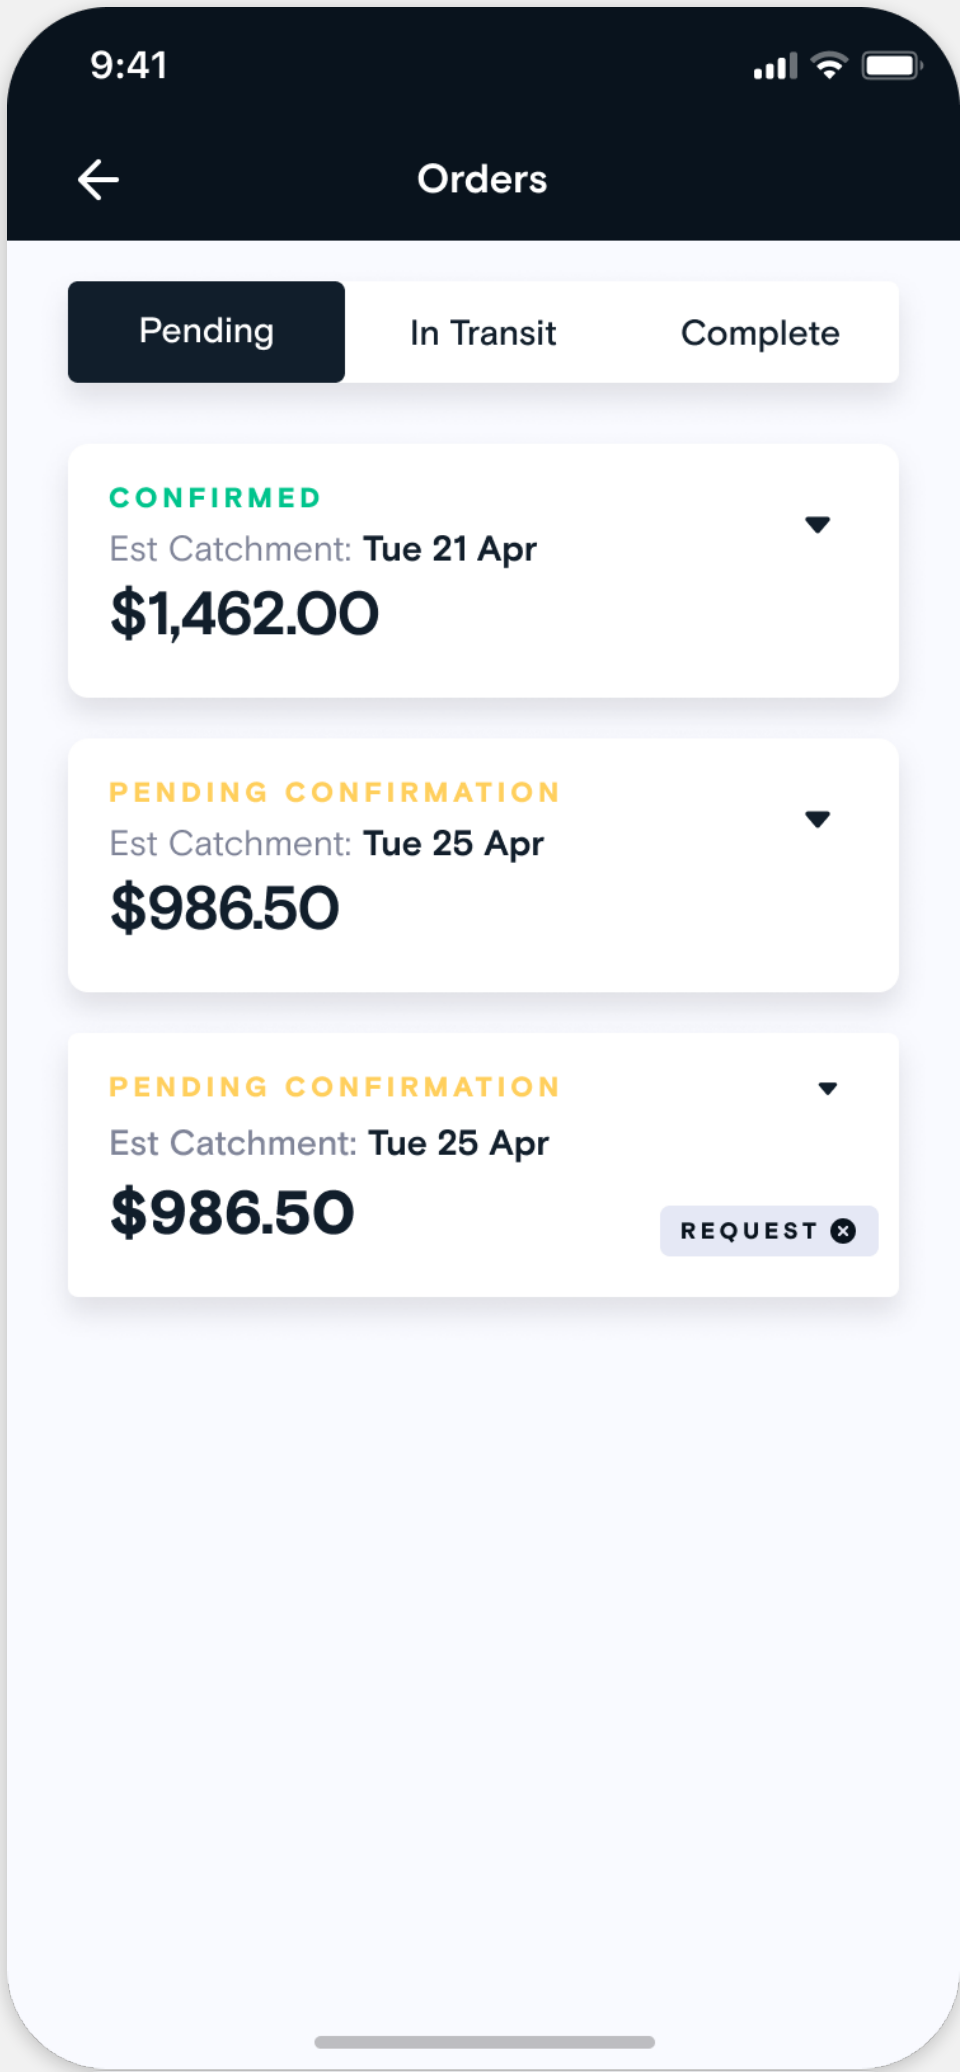 9:41
Orders
Pending In Transit Complete
CONFIRMED
Est Catchment: Tue 21 Apr
$1,462.00
PENDING CONFIRMATION
Est Catchment: Tue 25 Apr
$986.50
PENDING CONFIRMATION
Est Catchment: Tue 25 Apr
$986.50
REQUEST